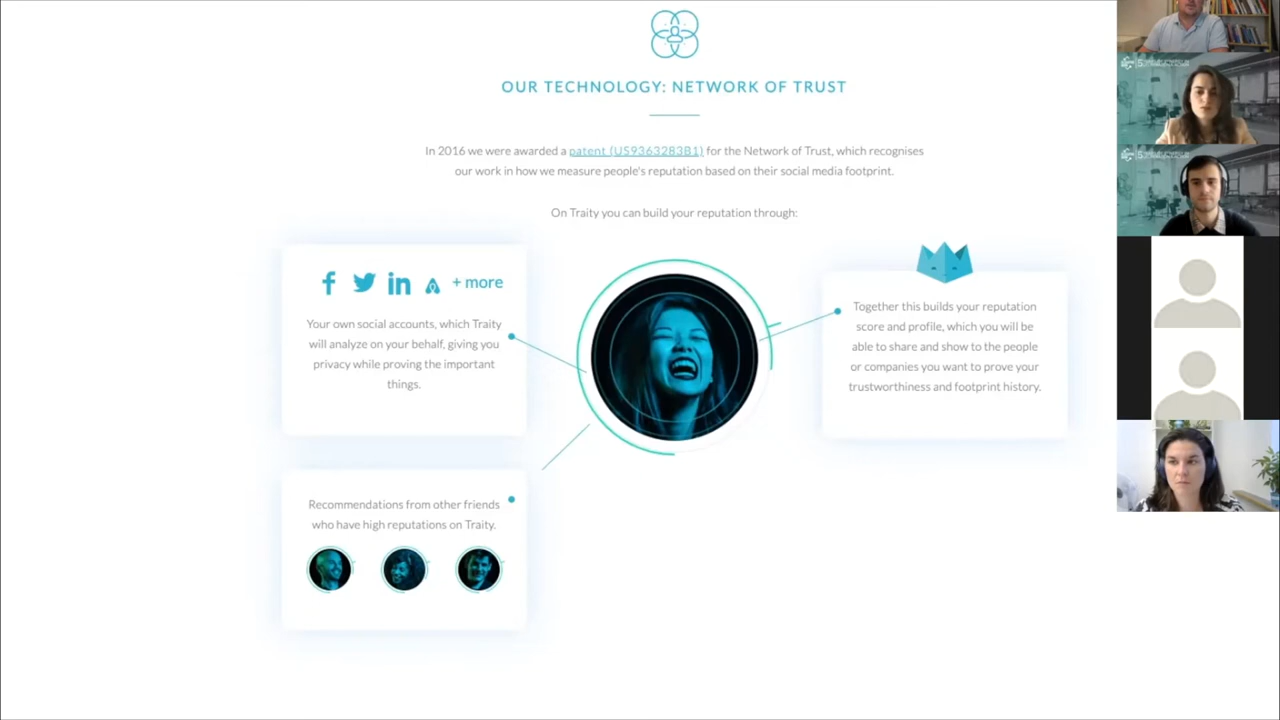 OUR TECHNOLOGY: NETWORK OF TRUST
In 2016 we were awarded a patent (US9363283B1) for the Network of Trust, which recognises
our work in how we measure people's reputation based on their social media footprint.
On Traity you can build your reputation through:
+ more
Your own social accounts, which Traity
will analyze on your behalf, giving you
privacy while proving the important
things.
Together this builds your reputation
score and profile, which you will be
able to share and show to the people
or companies you want to prove your
trustworthiness and footprint history.
Recommendations from other friends
who have high reputations on Traity.